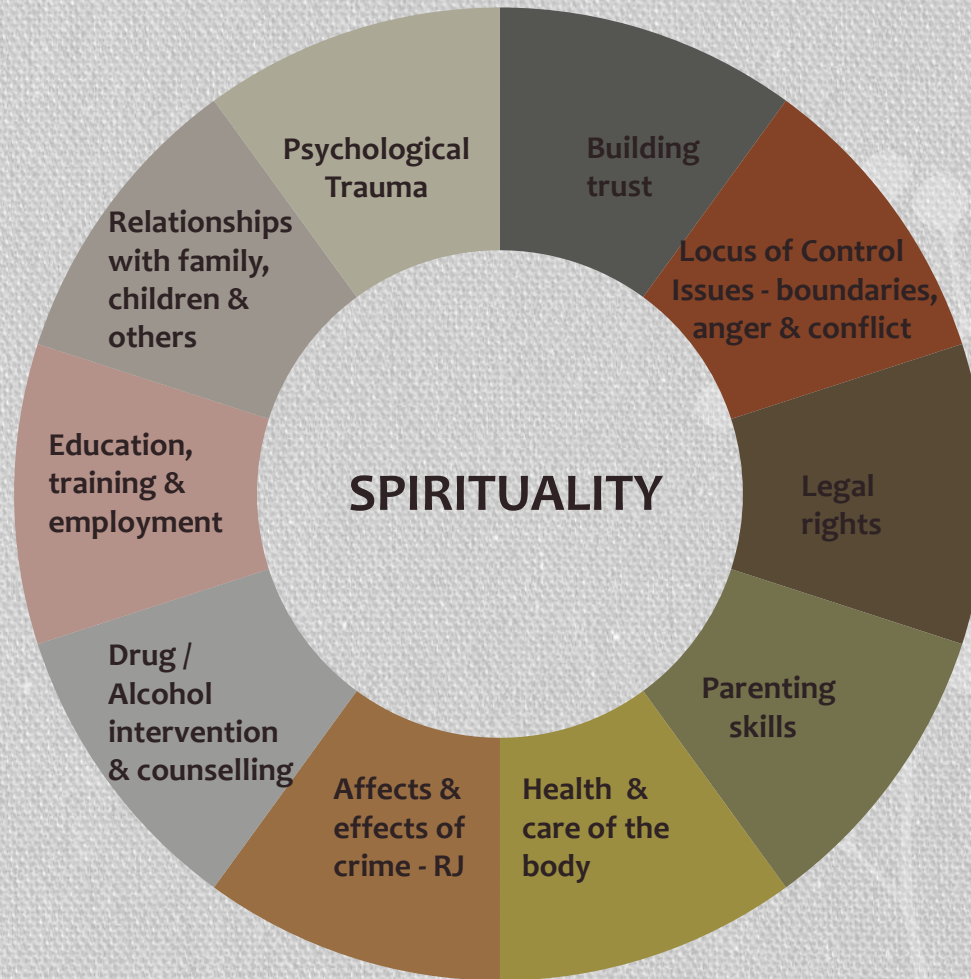 Psychological
Trauma
Building
trust
Locus of Control
Issues - boundaries,
anger & conflict
Legal
rights
Parenting
skills
Health & 
care of the
body
Affects &
effects of
crime - RJ
Drug /
Alcohol
intervention
& counselling
Education,
training &
employment
Relationships
with family,
children &
others
SPIRITUALITY